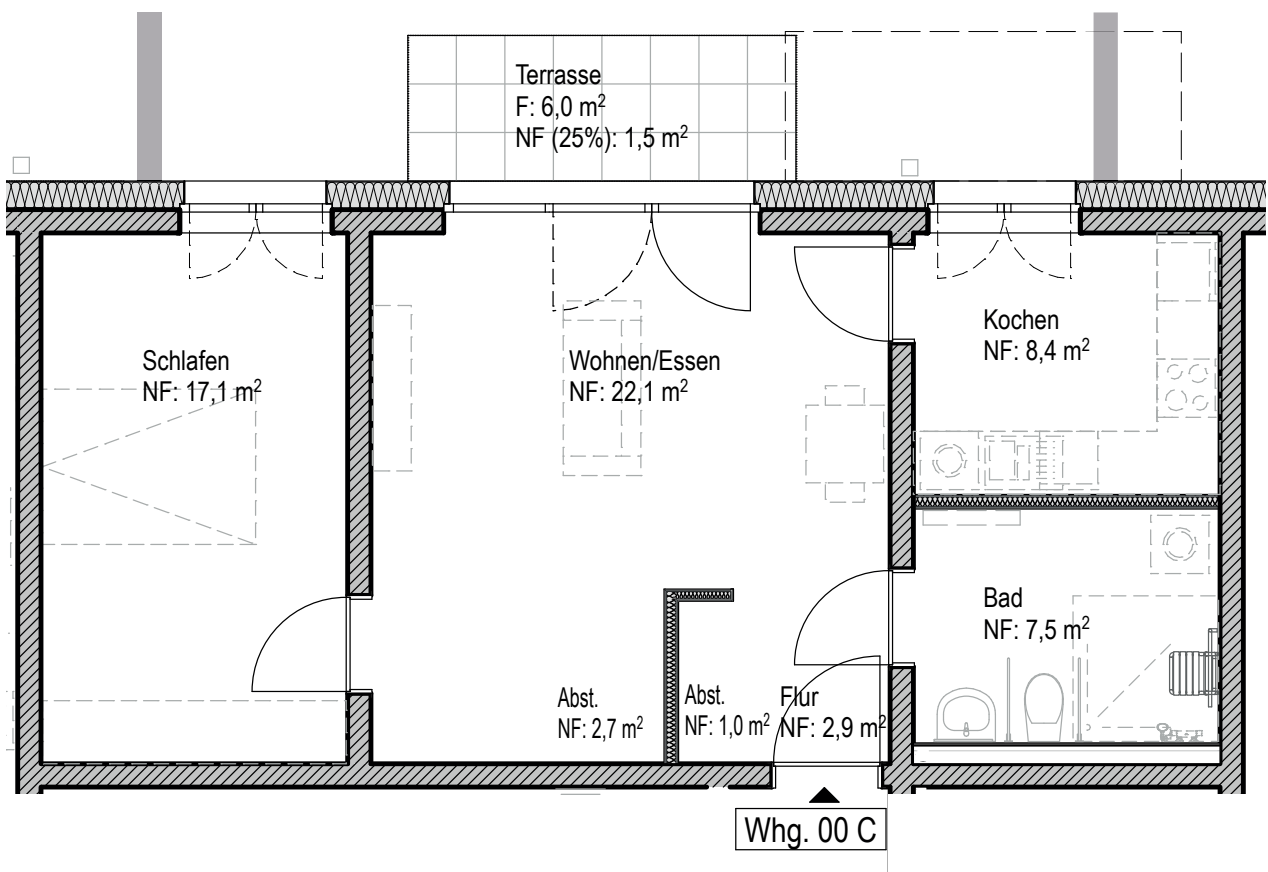 Terrasse
F: 6,0 m²
NF (25%): 1,5 m²
Kochen
NF: 8,4 m²
Schlafen
NF: 17,1 m²
Wohnen/Essen
NF: 22,1 m²
Bad
NF: 7,5 m²
Abst.
NF: 2,7 m²
Abst.
NF: 1,0 m²
Flur
NF: 2,9 m²
Whg. 00 C